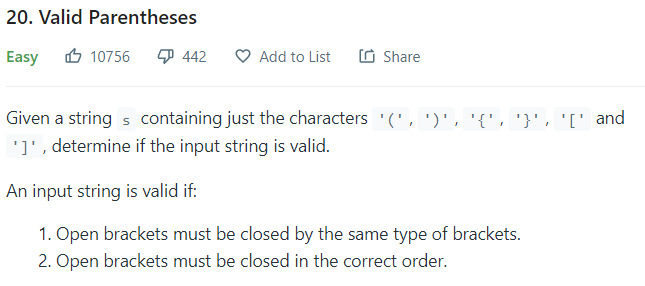 20. Valid Parentheses
Easy 10756 442 Add to List Share
Given a string s containing just the characters '(', ')', '{', '}', '[' and
']', determine if the input string is valid.
An input string is valid if:
1. Open brackets must be closed by the same type of brackets.
2. Open brackets must be closed in the correct order.